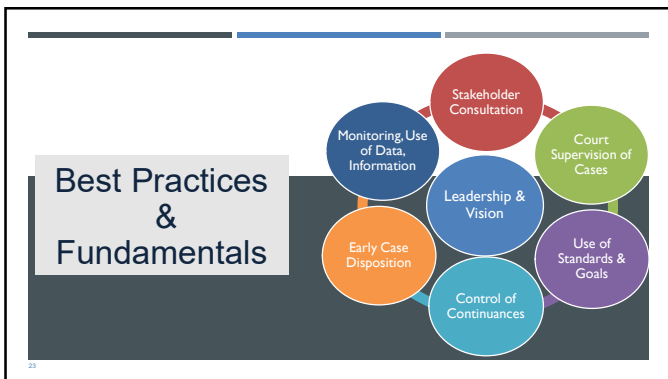 Best Practices
&
Fundamentals
Stakeholder
Consultation
Court
Supervision of
Cases
Use of
Standards &
Goals
Control of
Continuances
Early Case
Disposition
Monitoring, Use
of Data,
Information
Leadership &
Vision
23